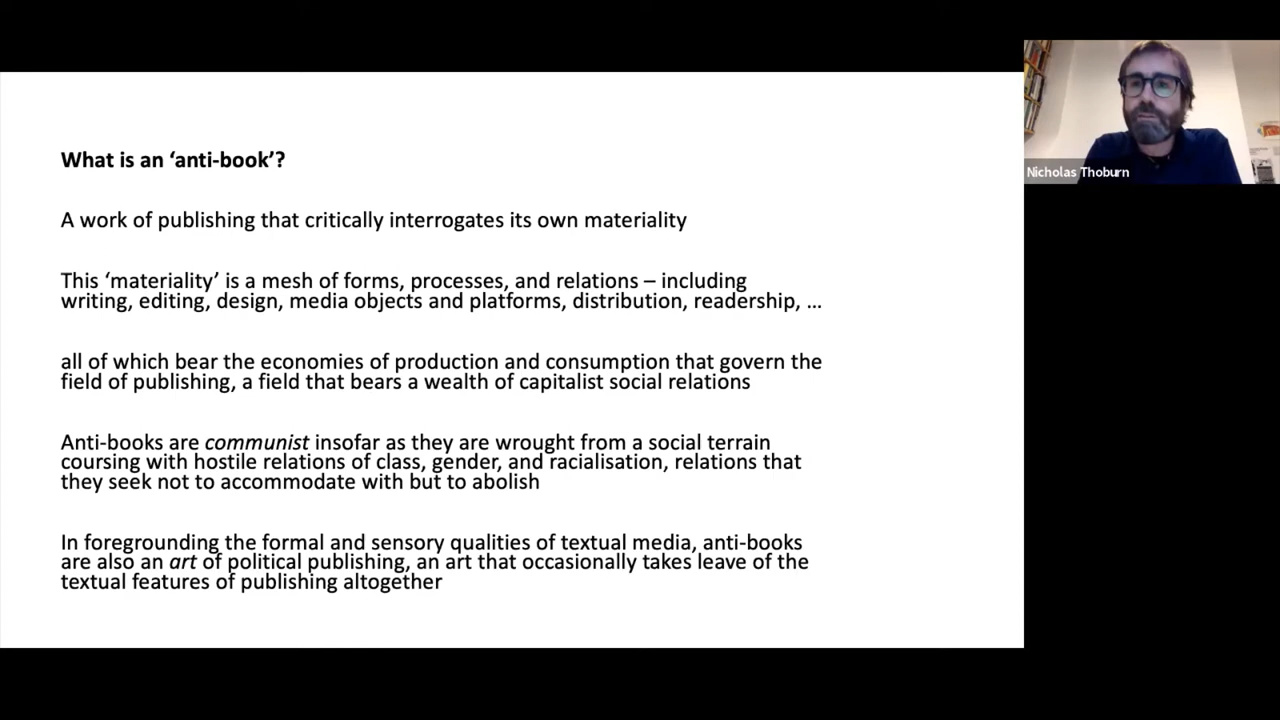 What is an ‘anti-book’?
A work of publishing that critically interrogates its own materiality
This ‘materiality’ is a mesh of forms, processes, and relations – including
writing, editing, design, media objects and platforms, distribution, readership, ...
all of which bear the economies of production and consumption that govern the
field of publishing, a field that bears a wealth of capitalist social relations
Anti-books are communist insofar as they are wrought from a social terrain
coursing with hostile relations of class, gender, and racialisation, relations that
they seek not to accommodate with but to abolish
In foregrounding the formal and sensory qualities of textual media, anti-books
are also an art of political publishing, an art that occasionally takes leave of the
textual features of publishing altogether
Nicholas Thoburn